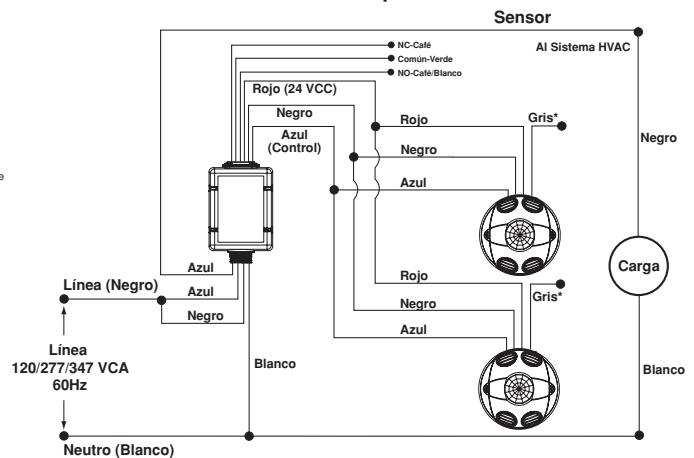 Sensor
Al Sistema HVAC
NC-Café
Común-Verde
NO-Café/Blanco
Rojo (24 VCC)
Negro
Azul
(Control)
Rojo
Gris*
Negro
Azul
Negro
Carga
Rojo
Gris*
Negro
Azul
Azul
Línea (Negro)
Azul
Negro
Línea
120/277/347 VCA
60Hz
Blanco
Blanco
Neutro (Blanco)